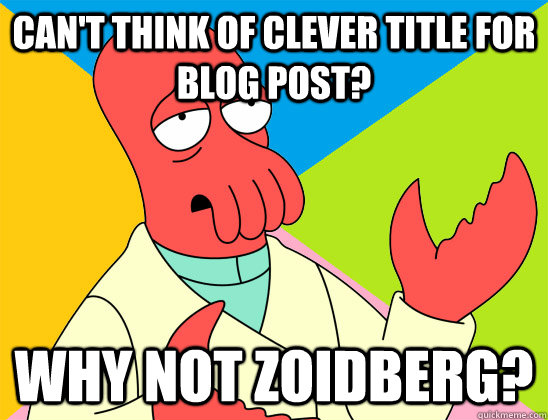 CAN'T THINK OF CLEVER TITLE FOR
BLOG POST?
WHY NOT ZOIDBERG?
quickmeme.com